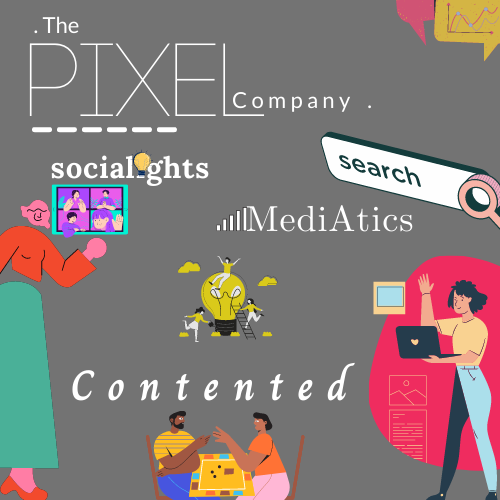 . The
PIXEL
Company .
socialights
search
MediAtics
Contented